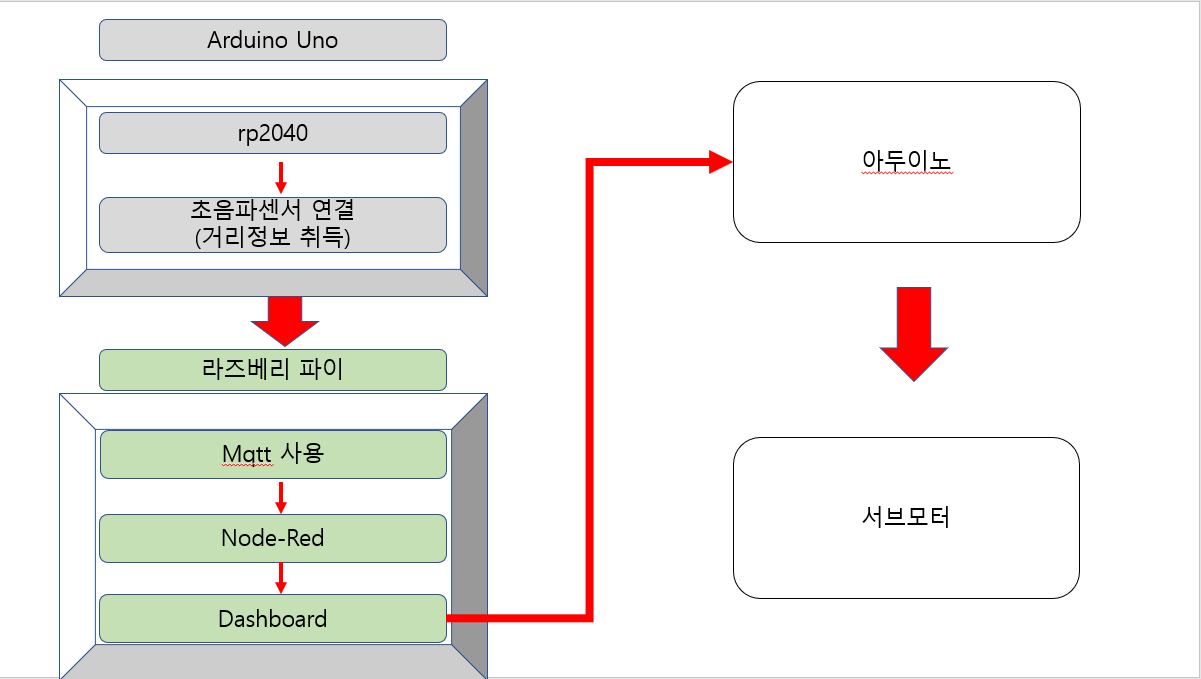 Arduino Uno
rp2040
초음파센서 연결
(거리정보 취득)
라즈베리 파이
Mqtt 사용
Node-Red
Dashboard
아두이노
서브모터